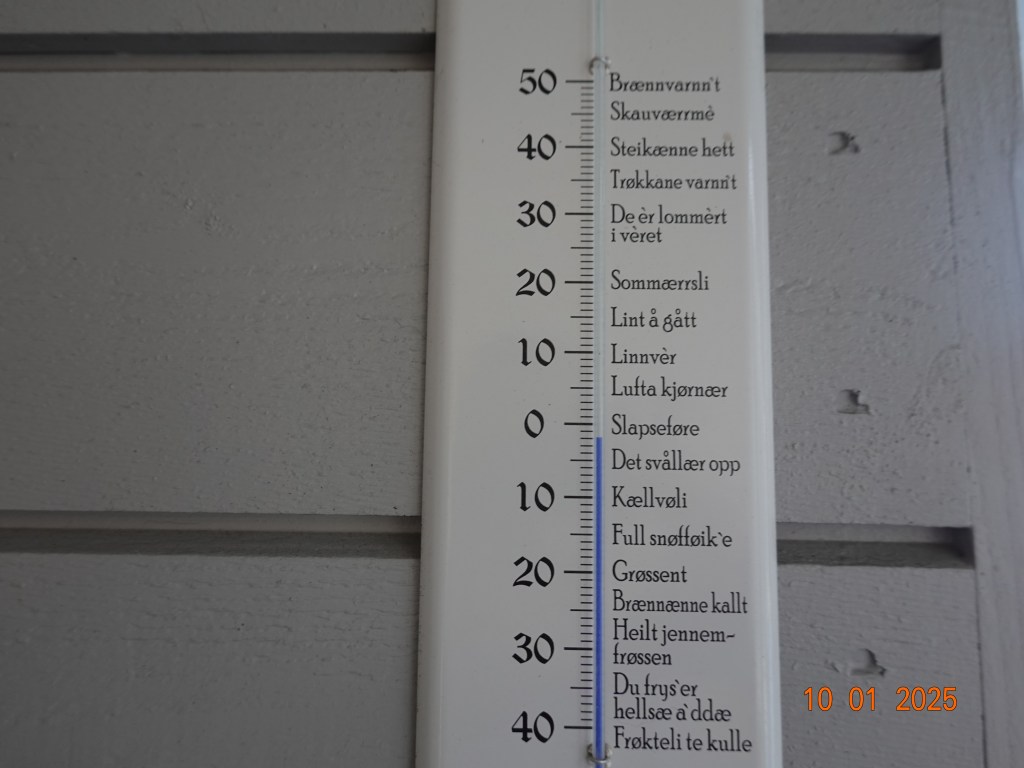 50 Brænnvarnn't
Skauværrmè
40 Steikænne hett
Trøkkane varnn't
30 De èr lommèrt
i vèret
20 Sommærrsli
Lint å gått
10 Linnvèr
Lufta kjørnær
0 Slapseføre
Det svållær opp
10 Kællvøli
Full snøfføik`e
20 Grøssent
Brænnænne kallt
Heilt jennem-
30 frøssen
Du frys`er
hellsæ a`ddæ
40 Frøkteli te kulle
10 01 2025